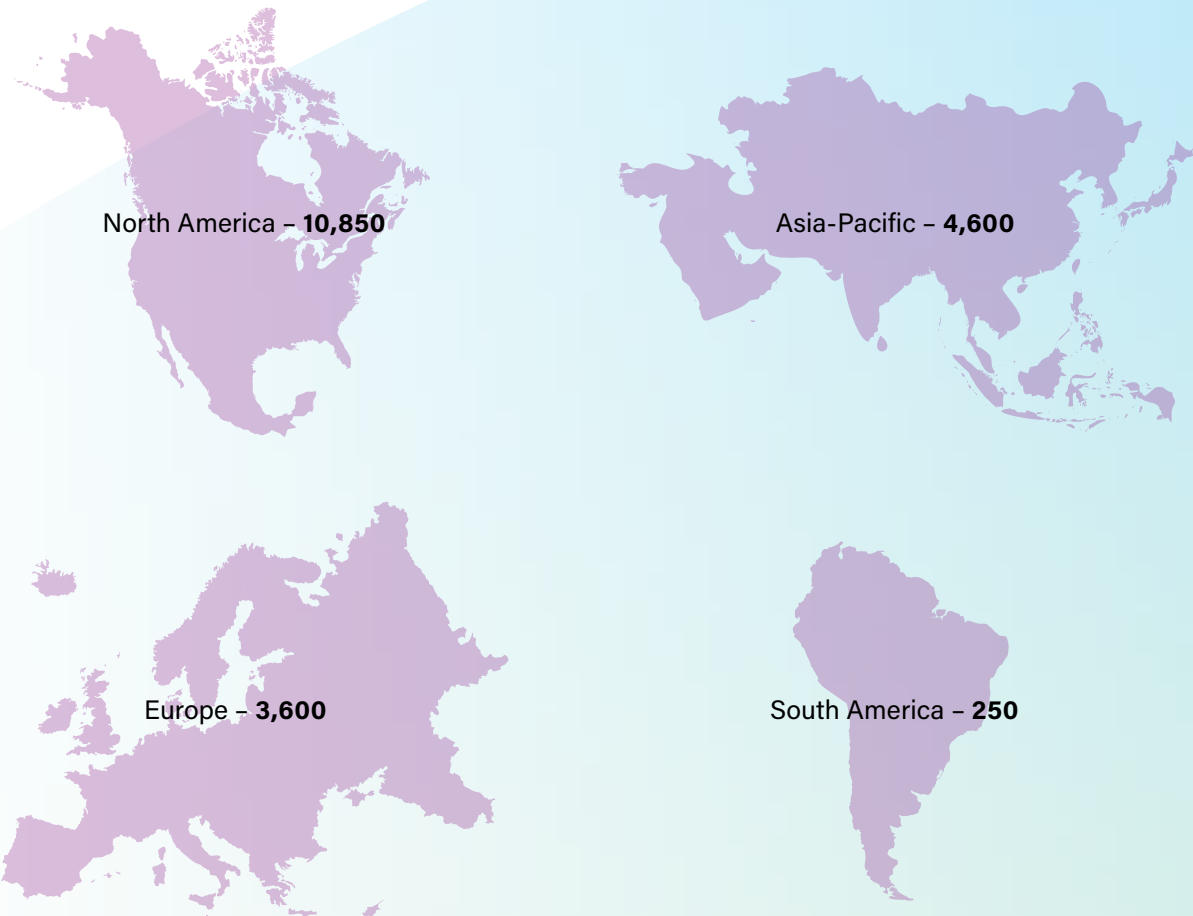 North America – 10,850
Asia-Pacific – 4,600
Europe – 3,600
South America – 250